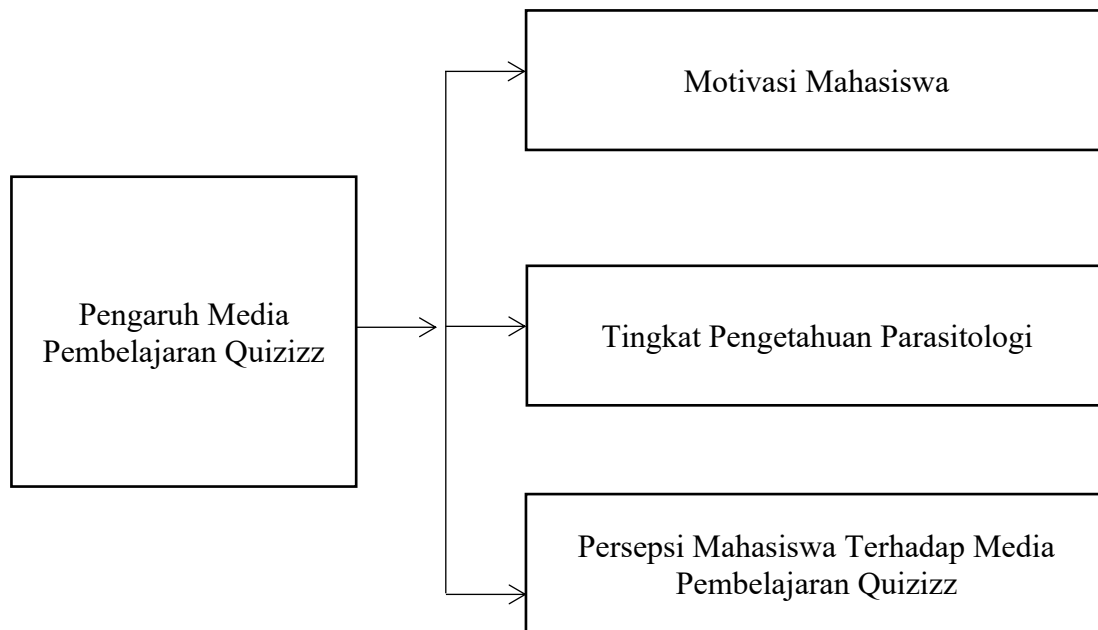 Motivasi Mahasiswa
Pengaruh Media
Pembelajaran Quizizz
Tingkat Pengetahuan Parasitologi
Persepsi Mahasiswa Terhadap Media
Pembelajaran Quizizz